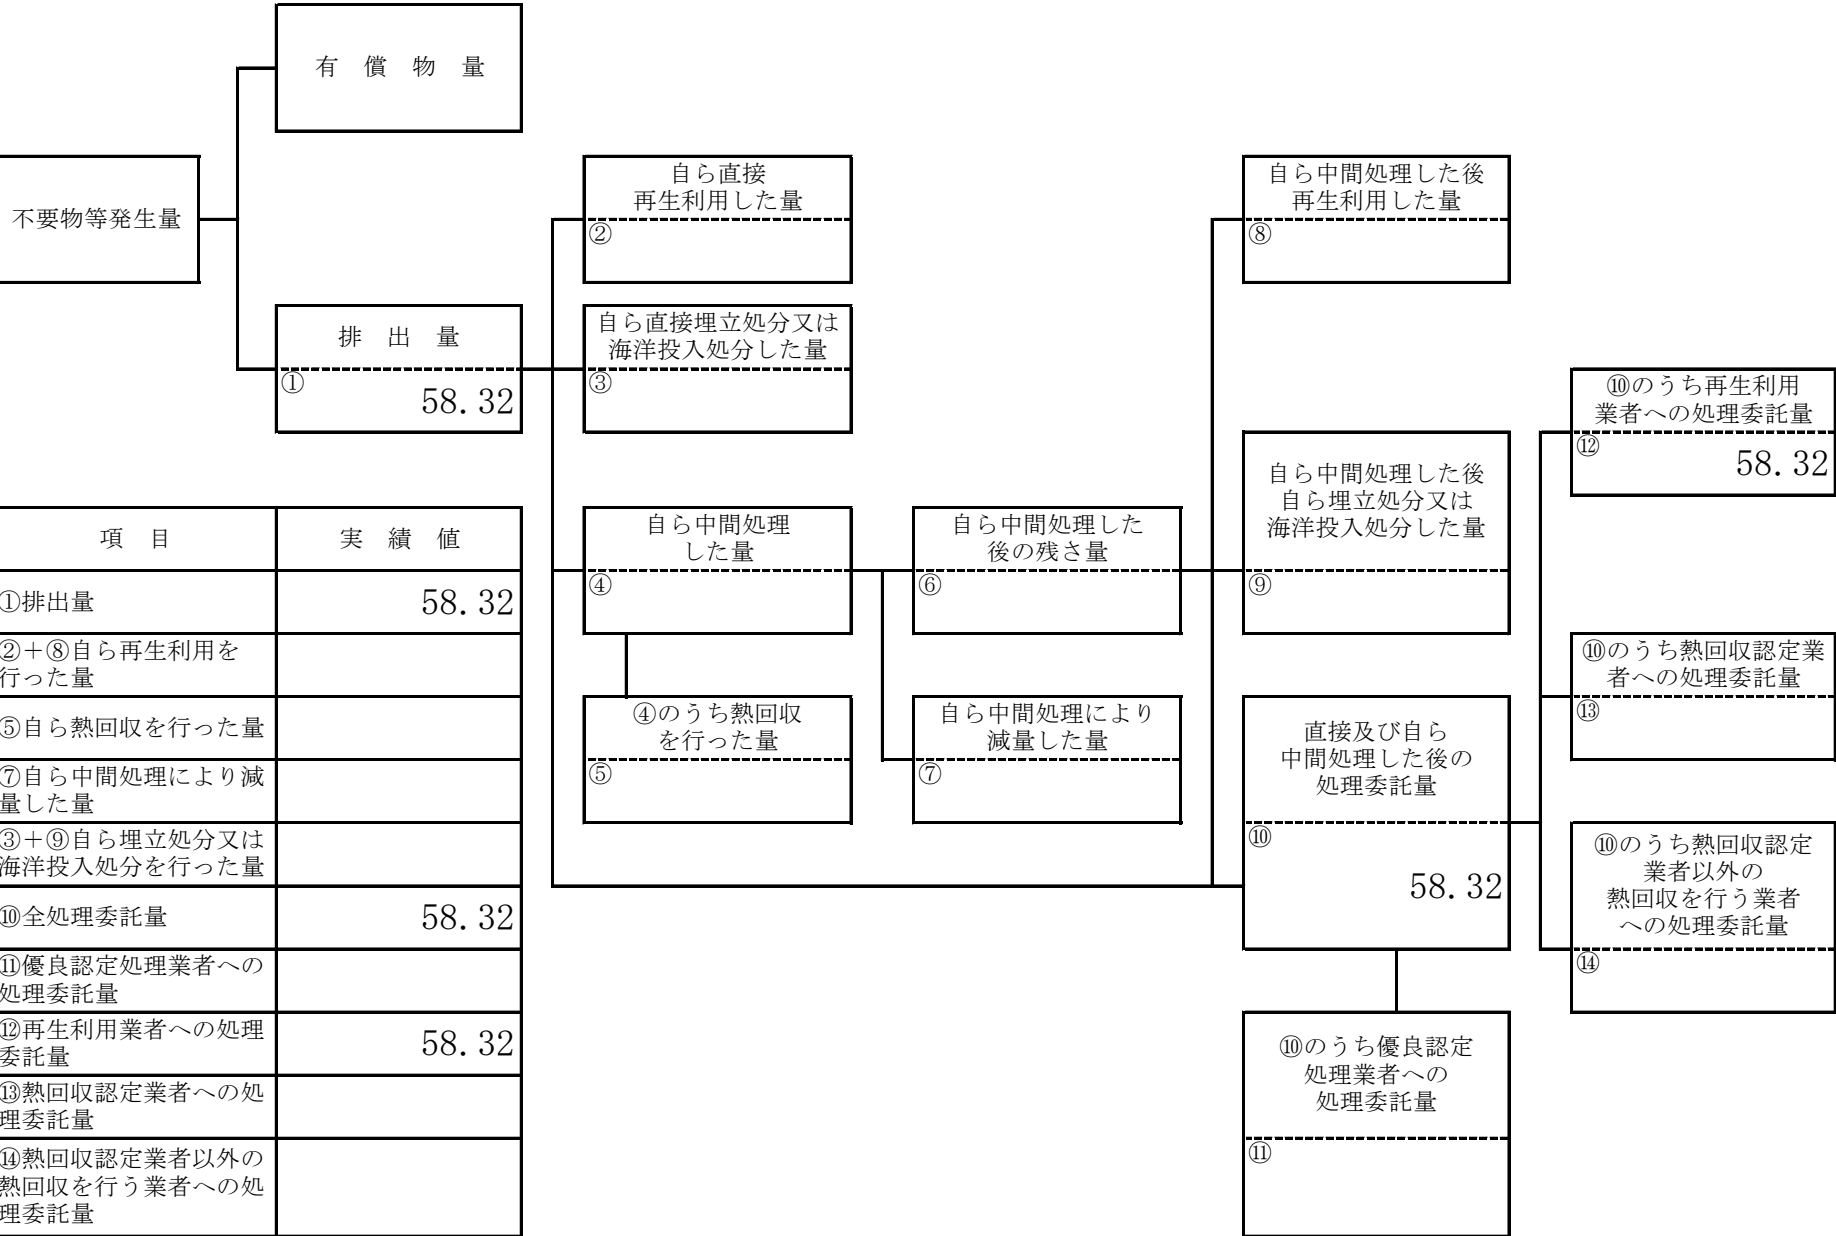 有 償 物 量
不要物等発生量
排 出 量
①
58.32
自ら直接
再生利用した量
②
自ら直接埋立処分又は
海洋投入処分した量
③
自ら中間処理
した量
④
④のうち熱回収
を行った量
⑤
自ら中間処理した
後の残さ量
⑥
自ら中間処理により
減量した量
⑦
自ら中間処理した後
再生利用した量
⑧
自ら中間処理した後
自ら埋立処分又は
海洋投入処分した量
⑨
直接及び自ら
中間処理した後の
処理委託量
⑩
58.32
⑩のうち優良認定
処理業者への
処理委託量
⑪
⑩のうち再生利用
業者への処理委託量
⑫
58.32
⑩のうち熱回収認定業
者への処理委託量
⑬
⑩のうち熱回収認定
業者以外の
熱回収を行う業者
への処理委託量
⑭
項 目
実 績 値
①排出量
58.32
②＋⑧自ら再生利用を
行った量
⑤自ら熱回収を行った量
⑦自ら中間処理により減
量した量
③＋⑨自ら埋立処分又は
海洋投入処分を行った量
⑩全処理委託量
58.32
⑪優良認定処理業者への
処理委託量
⑫再生利用業者への処理
委託量
58.32
⑬熱回収認定業者への処
理委託量
⑭熱回収認定業者以外の
熱回収を行う業者への処
理委託量